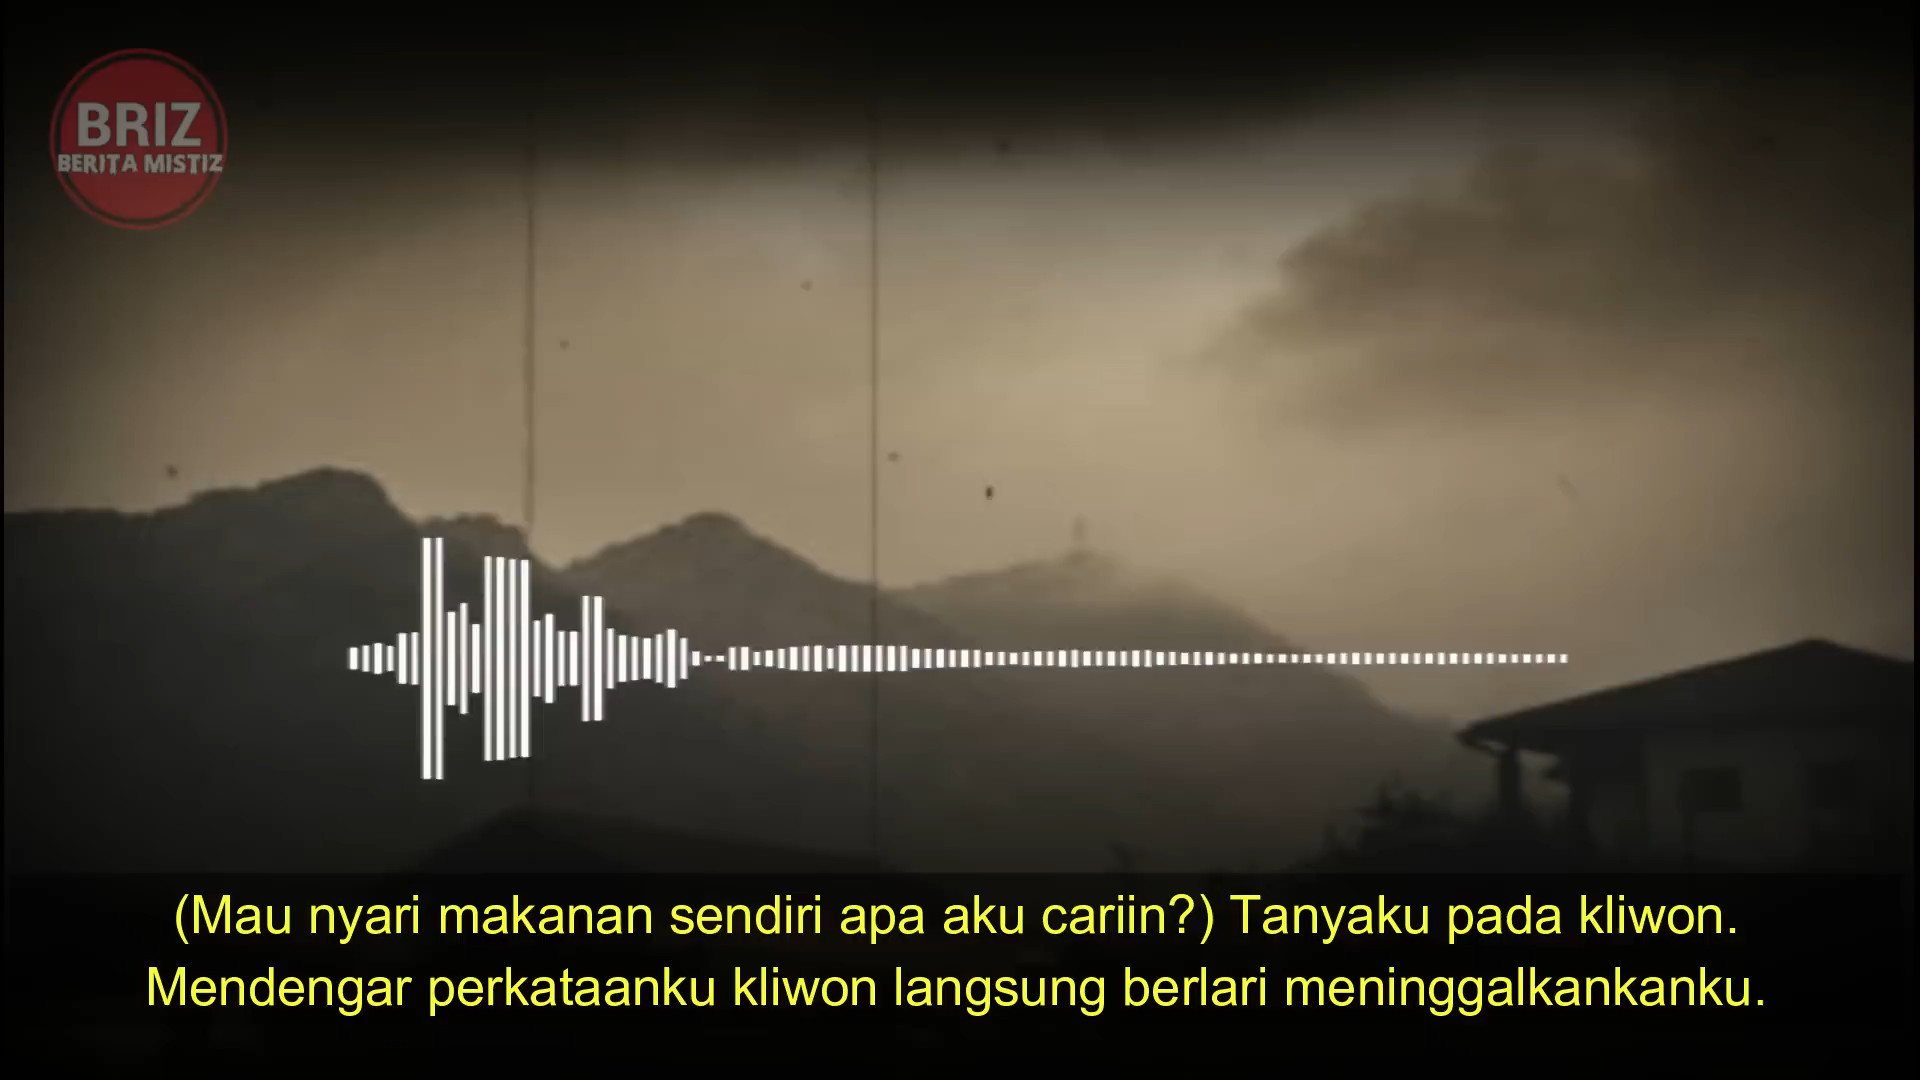 BRIZ
BERITA MISTIZ
(Mau nyari makanan sendiri apa aku cariin?) Tanyaku pada kliwon.
Mendengar perkataanku kliwon langsung berlari meninggalkankanku.